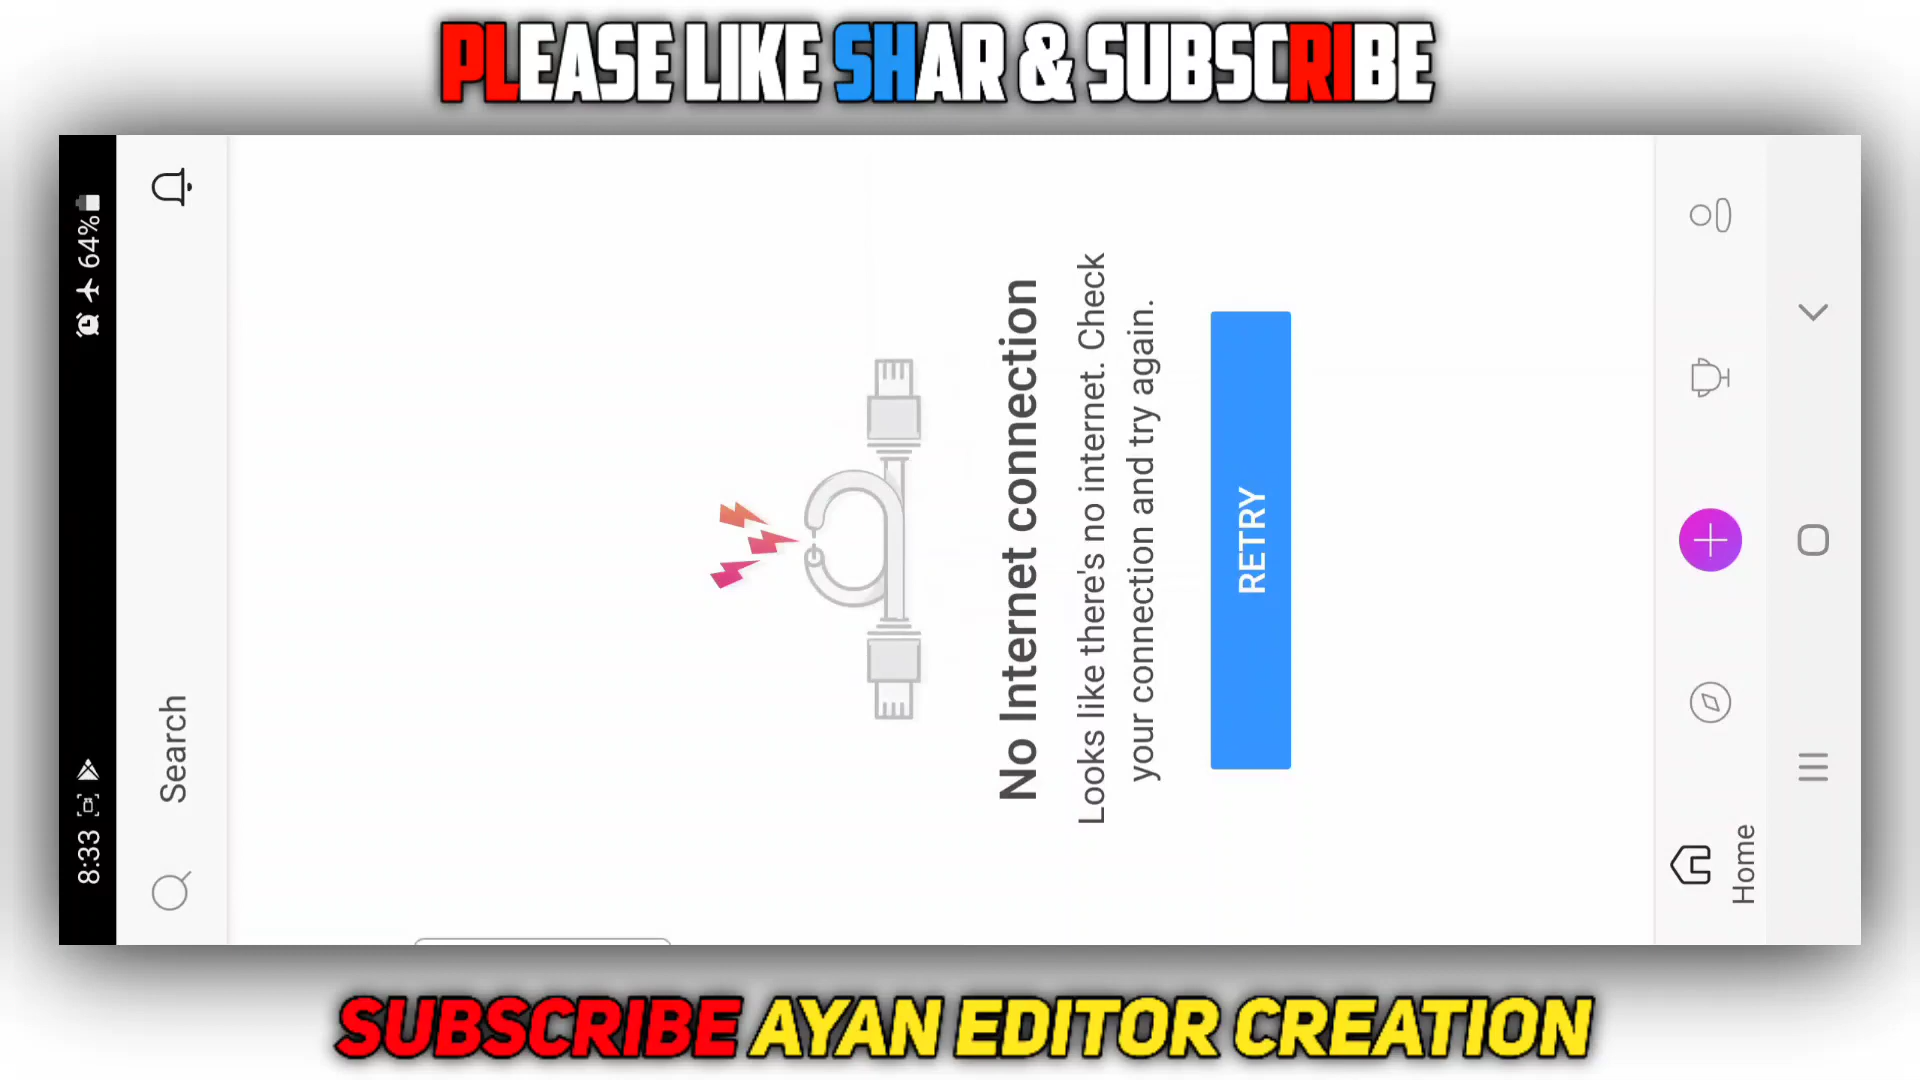 PLEASE LIKE SHAR & SUBSCRIBE
8:33
64%
Search
No Internet connection
Looks like there's no internet. Check
your connection and try again.
RETRY
Home
SUBSCRIBE AYAN EDITOR CREATION